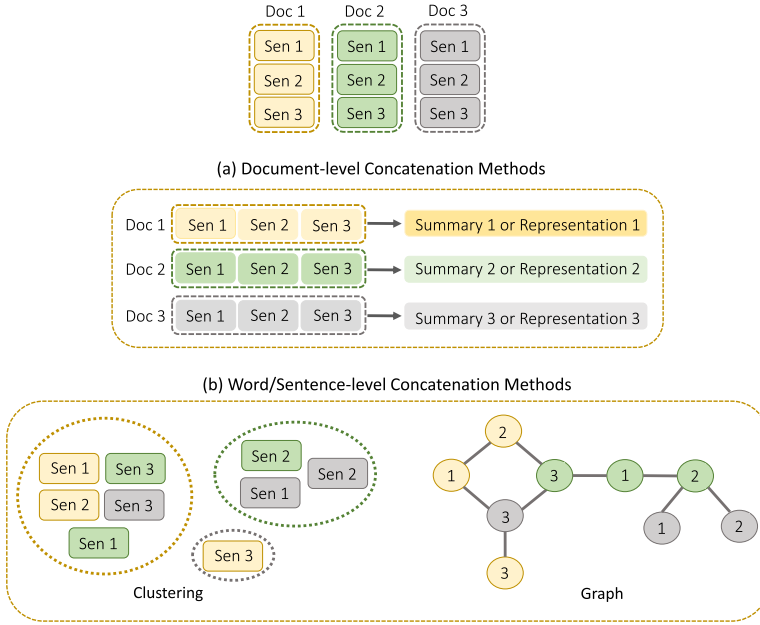 Doc 1 Doc 2 Doc 3
Sen 1 Sen 1 Sen 1
Sen 2 Sen 2 Sen 2
Sen 3 Sen 3 Sen 3
(a) Document-level Concatenation Methods
Doc 1 Sen 1 Sen 2 Sen 3 Summary 1 or Representation 1
Doc 2 Sen 1 Sen 2 Sen 3 Summary 2 or Representation 2
Doc 3 Sen 1 Sen 2 Sen 3 Summary 3 or Representation 3
(b) Word/Sentence-level Concatenation Methods
Sen 1 Sen 3
Sen 2 Sen 3
Sen 1
Sen 2
Sen 2
Sen 1
Sen 3
Clustering
2
1 3 1 2
3 1 2
3
Graph